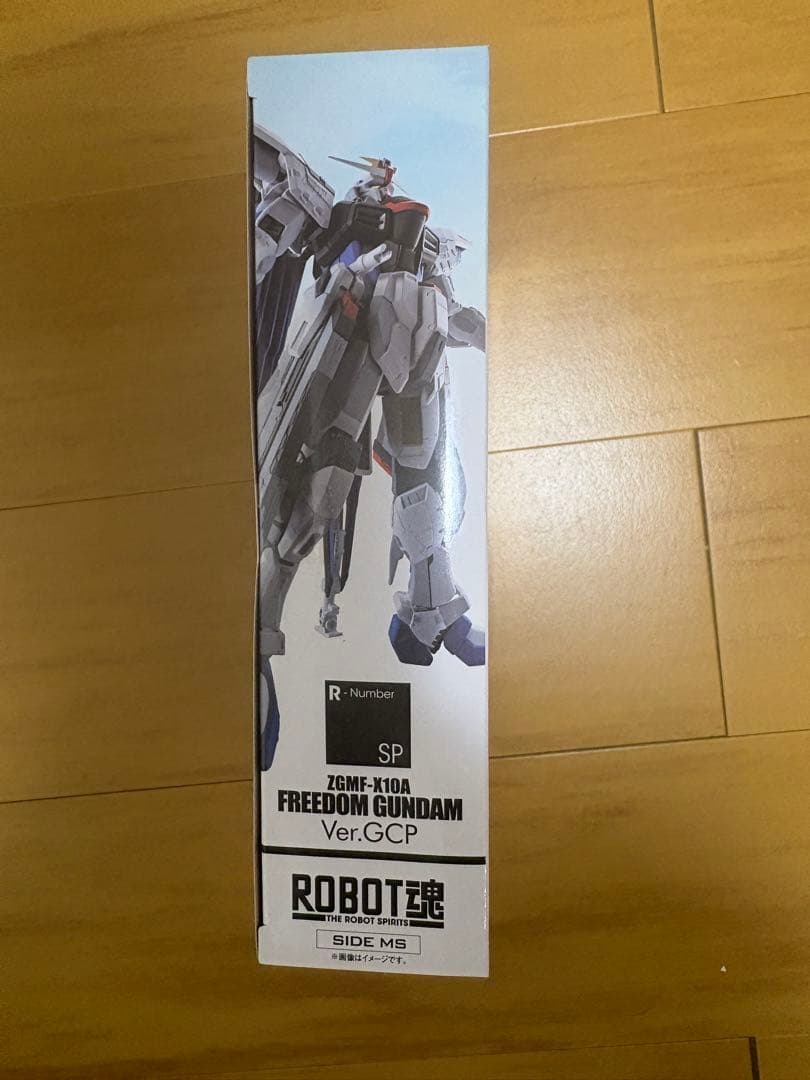 R - Number
SP
ZGMF-X10A
FREEDOM GUNDAM
Ver.GCP
ROBOT魂
THE ROBOT SPIRITS
SIDE MS
※画像はイメージです。